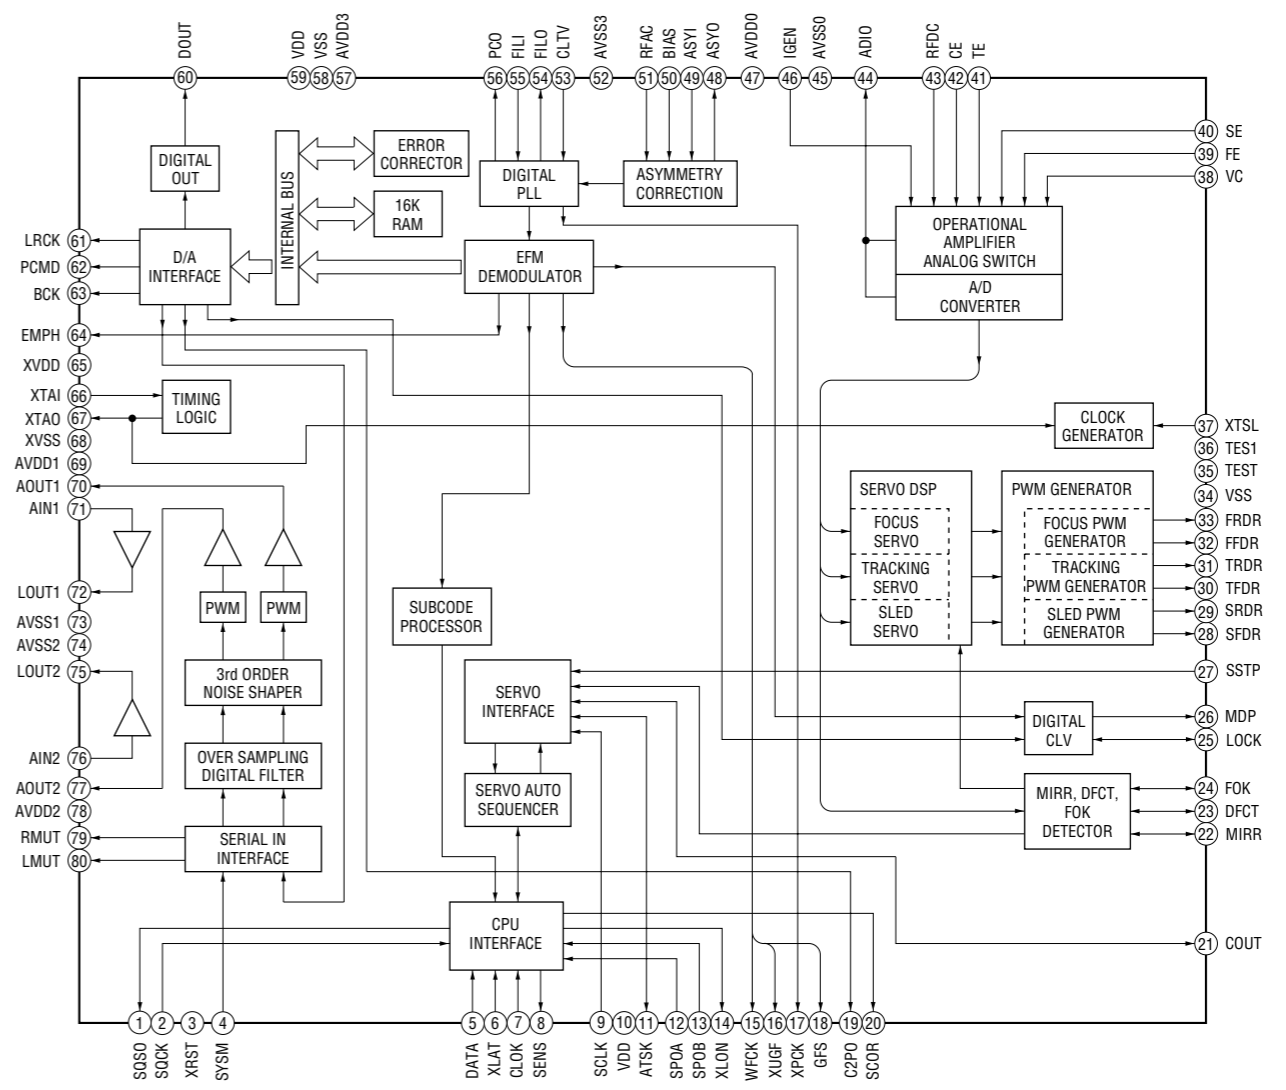 DOUT
VDD
VSS
AVDD3
PCO
FILI
FILO
CLTV
AVSS3
RFAC
BIAS
ASYI
ASYO
AVDD0
IGEN
AVSS0
ADIO
RFDC
CE
TE
60
59
58
57
56
55
54
53
52
51
50
49
48
47
46
45
44
43
42
41
40 SE
39 FE
38 VC
DIGITAL
OUT
INTERNAL BUS
ERROR
CORRECTOR
16K
RAM
DIGITAL
PLL
ASYMMETRY
CORRECTION
OPERATIONAL
AMPLIFIER
ANALOG SWITCH
A/D
CONVERTER
LRCK 61
PCMD 62
BCK 63
D/A
INTERFACE
EFM
DEMODULATOR
EMPH 64
XVDD 65
XTAI 66
XTAO 67
XVSS 68
AVDD1 69
AOUT1 70
AIN1 71
TIMING
LOGIC
CLOCK
GENERATOR
37 XTSL
36 TES1
35 TEST
34 VSS
33 FRDR
32 FFDR
31 TRDR
30 TFDR
29 SRDR
28 SFDR
SERVO DSP
FOCUS
SERVO
TRACKING
SERVO
SLED
SERVO
PWM GENERATOR
FOCUS PWM
GENERATOR
TRACKING
PWM GENERATOR
SLED PWM
GENERATOR
LOUT1 72
AVSS1 73
AVSS2 74
LOUT2 75
PWM
PWM
SUBCODE
PROCESSOR
3rd ORDER
NOISE SHAPER
SERVO
INTERFACE
27 SSTP
26 MDP
25 LOCK
DIGITAL
CLV
AIN2 76
AOUT2 77
AVDD2 78
RMUT 79
LMUT 80
OVER SAMPLING
DIGITAL FILTER
SERVO AUTO
SEQUENCER
SERIAL IN
INTERFACE
MIRR, DFCT,
FOK
DETECTOR
24 FOK
23 DFCT
22 MIRR
CPU
INTERFACE
21 COUT
1
2
3
4
5
6
7
8
9
10
11
12
13
14
15
16
17
18
19
20
SQSO
SQCK
XRST
SYSM
DATA
XLAT
CLOK
SENS
SCLK
VDD
ATSK
SPOA
SPOB
XLON
WFCK
XUGF
XPCK
GFS
C2PO
SCOR